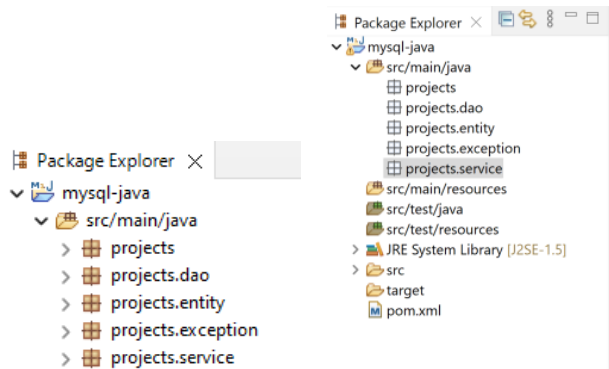 Package Explorer
mysql-java
src/main/java
projects
projects.dao
projects.entity
projects.exception
projects.service
Package Explorer
mysql-java
src/main/java
projects
projects.dao
projects.entity
projects.exception
projects.service
src/main/resources
src/test/java
src/test/resources
JRE System Library [J2SE-1.5]
src
target
pom.xml